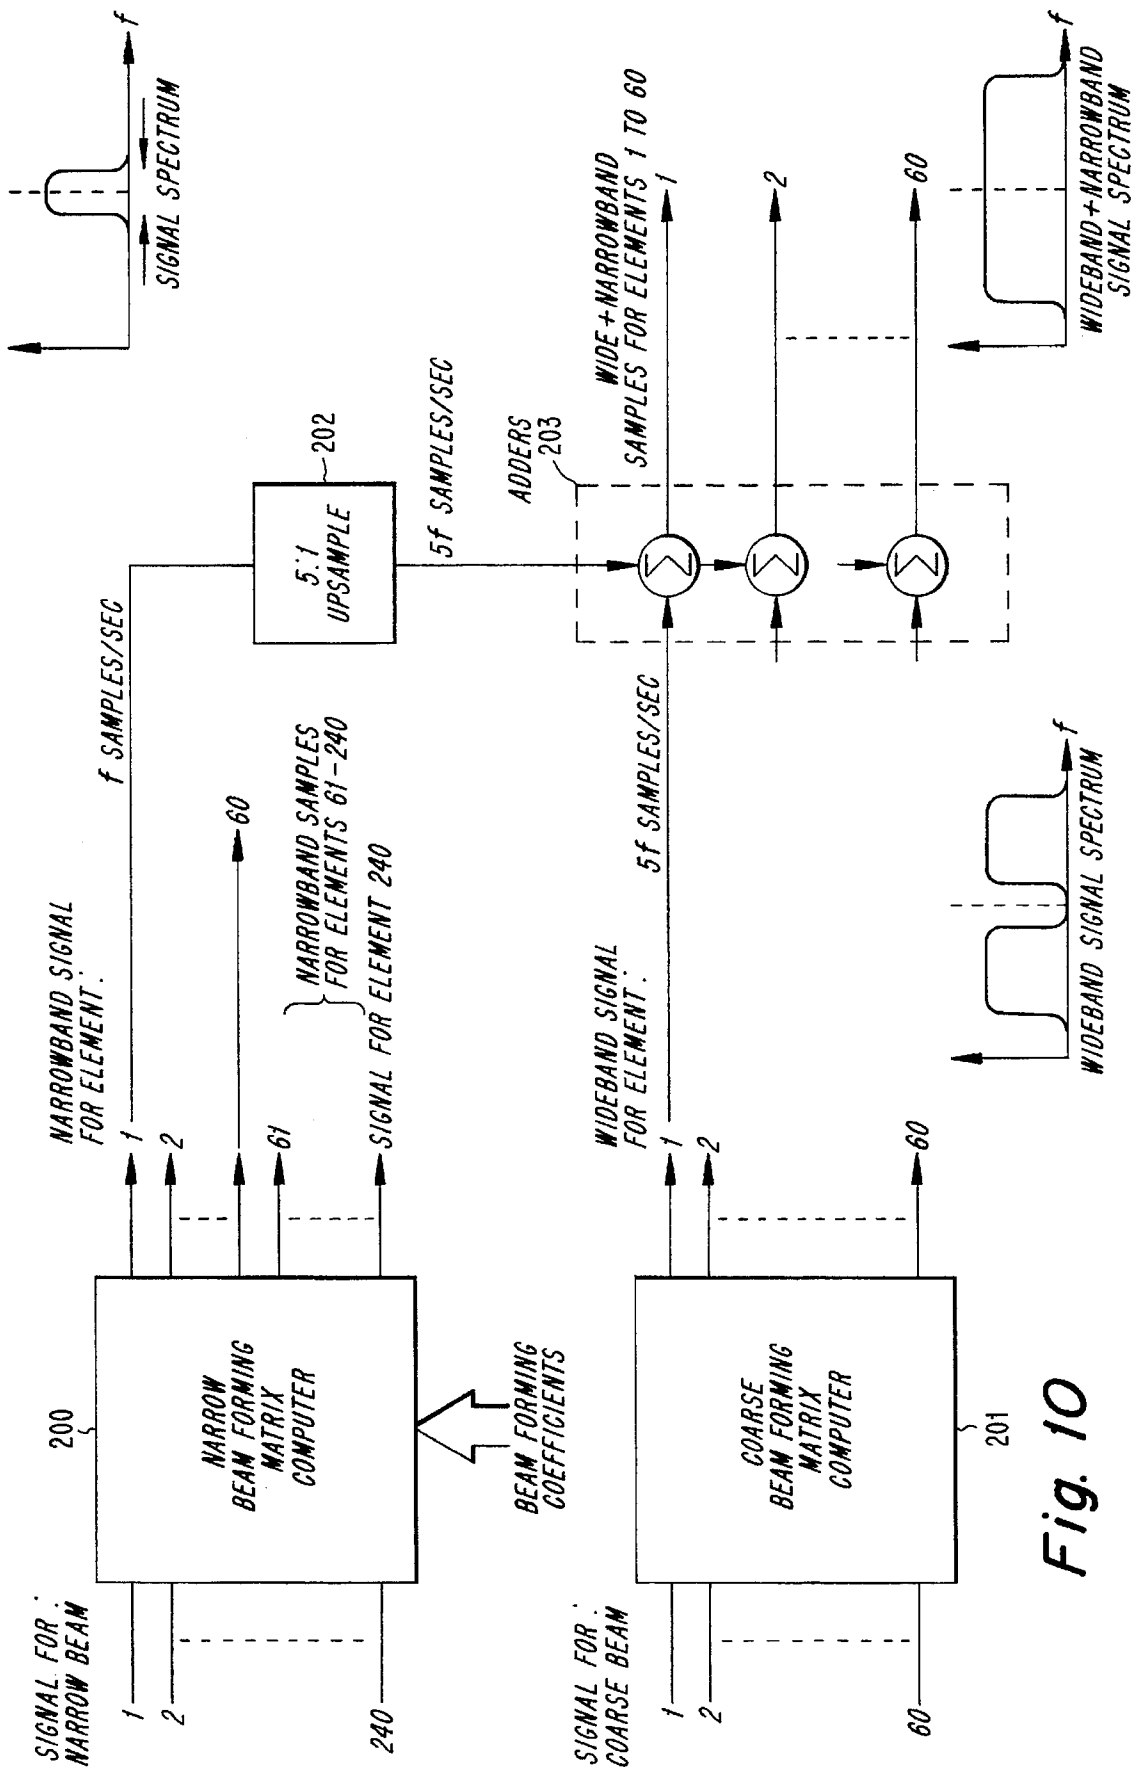 SIGNAL FOR:
NARROW BEAM
1
2
240
200
NARROW
BEAM FORMING
MATRIX
COMPUTER
BEAM FORMING
COEFFICIENTS
NARROWBAND SIGNAL
FOR ELEMENT:
1
2
60
61
NARROWBAND SAMPLES
FOR ELEMENTS 61-240
SIGNAL FOR ELEMENT 240
f SAMPLES/SEC
5:1
UPSAMPLE
202
5f SAMPLES/SEC
f
SIGNAL SPECTRUM
SIGNAL FOR:
COARSE BEAM
1
2
60
COARSE
BEAM FORMING
MATRIX
COMPUTER
201
WIDEBAND SIGNAL
FOR ELEMENT:
1
2
60
5f SAMPLES/SEC
ADDERS
203
Σ
Σ
Σ
WIDE+NARROWBAND
SAMPLES FOR ELEMENTS 1 TO 60
1
2
60
f
WIDEBAND SIGNAL SPECTRUM
f
WIDEBAND+NARROWBAND
SIGNAL SPECTRUM
Fig. 10